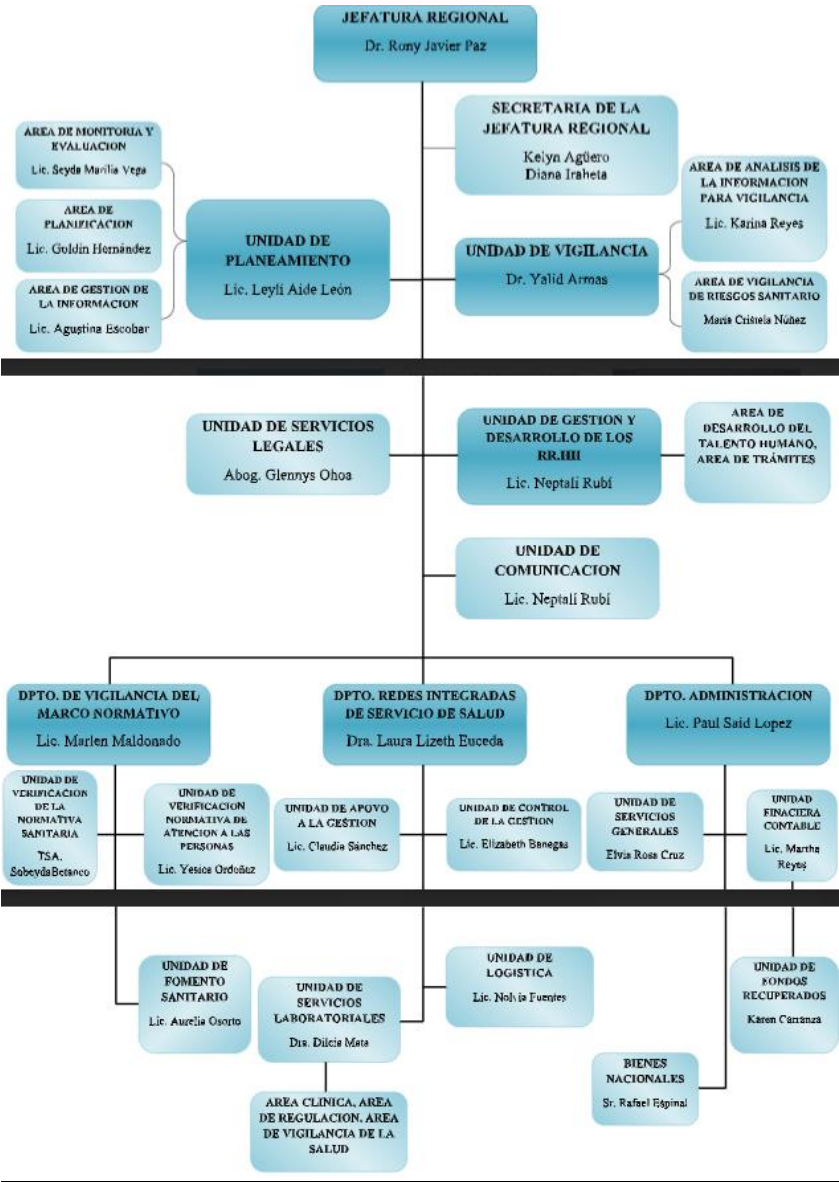 JEFATURA REGIONAL
Dr. Rony Javier Paz
SECRETARIA DE LA
JEFATURA REGIONAL
Kelyn Agüero
Diana Iraheta
AREA DE MONITORIA Y
EVALUACION
Lic. Seyda Marilia Vega
AREA DE
PLANIFICACION
Lic. Goldin Hernández
AREA DE GESTION DE
LA INFORMACION
Lic. Agustina Escobar
UNIDAD DE
PLANEAMIENTO
Lic. Leyli Aide León
UNIDAD DE VIGILANCIA
Dr. Yalid Armas
AREA DE ANALISIS DE
LA INFORMACION
PARA VIGILANCIA
Lic. Karina Reyes
AREA DE VIGILANCIA
DE RIESGOS SANITARIO
María Cristela Núñez
UNIDAD DE SERVICIOS
LEGALES
Abog. Glennys Ohoa
UNIDAD DE GESTION Y
DESARROLLO DE LOS
RR.HH
Lic. Neptalí Rubí
AREA DE
DESARROLLO DEL
TALENTO HUMANO,
AREA DE TRÁMITES
UNIDAD DE
COMUNICACION
Lic. Neptalí Rubí
DPTO. DE VIGILANCIA DEL
MARCO NORMATIVO
Lic. Marlen Maldonado
DPTO. REDES INTEGRADAS
DE SERVICIO DE SALUD
Dra. Laura Lizeth Euceda
DPTO. ADMINISTRACION
Lic. Paul Said Lopez
UNIDAD DE
VERIFICACION
DE LA
NORMATIVA
SANITARIA
TSA.
SobeydaBetanco
UNIDAD DE
VERIFICACION
NORMATIVA DE
ATENCION A LAS
PERSONAS
Lic. Yesica Ordoñez
UNIDAD DE APOYO
A LA GESTION
Lic. Claudia Sánchez
UNIDAD DE CONTROL
DE LA GESTION
Lic. Elizabeth Banegas
UNIDAD DE
SERVICIOS
GENERALES
Elvia Rosa Cruz
UNIDAD
FINACIERA
CONTABLE
Lic. Martha
Reyes
UNIDAD DE
FOMENTO
SANITARIO
Lic. Aurelia Osorto
UNIDAD DE
SERVICIOS
LABORATORIALES
Dra. Dilcia Mata
AREA CLINICA, AREA
DE REGULACION, AREA
DE VIGILANCIA DE LA
SALUD
UNIDAD DE
LOGISTICA
Lic. Nolvia Fuentes
BIENES
NACIONALES
Sr. Rafael Espinal
UNIDAD DE
FONDOS
RECUPERADOS
Karen Carranza